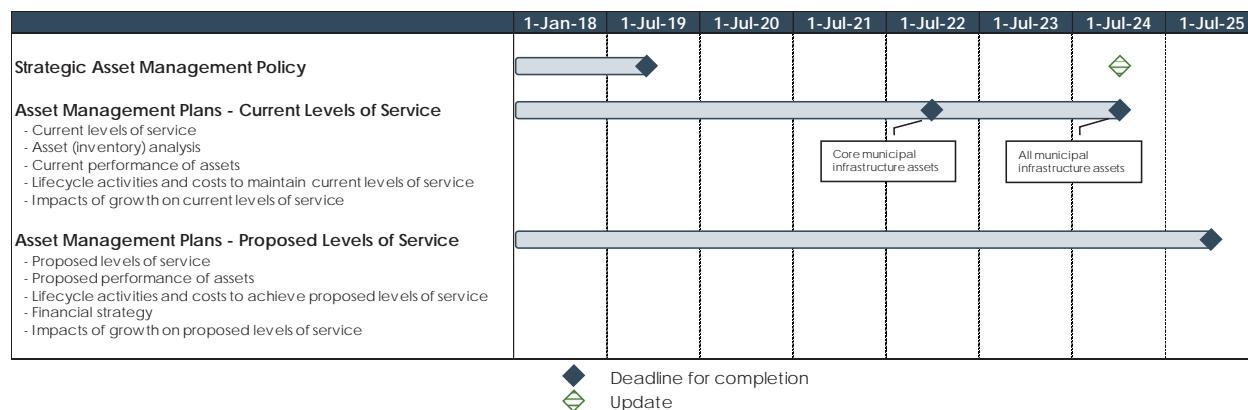 1-Jan-18 1-Jul-19 1-Jul-20 1-Jul-21 1-Jul-22 1-Jul-23 1-Jul-24 1-Jul-25
Strategic Asset Management Policy
Asset Management Plans - Current Levels of Service
- Current levels of service
- Asset (inventory) analysis
- Current performance of assets
- Lifecycle activities and costs to maintain current levels of service
- Impacts of growth on current levels of service
Core municipal
infrastructure assets
All municipal
infrastructure assets
Asset Management Plans - Proposed Levels of Service
- Proposed levels of service
- Proposed performance of assets
- Lifecycle activities and costs to achieve proposed levels of service
- Financial strategy
- Impacts of growth on proposed levels of service
Deadline for completion
Update